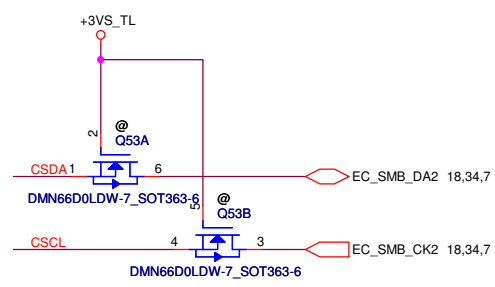 +3VS_TL
2
@
Q53A
CSDA
1
6
EC_SMB_DA2 18,34,7
DMN66D0LDW-7_SOT363-6
5
@
Q53B
CSCL
4
3
EC_SMB_CK2 18,34,7
DMN66D0LDW-7_SOT363-6